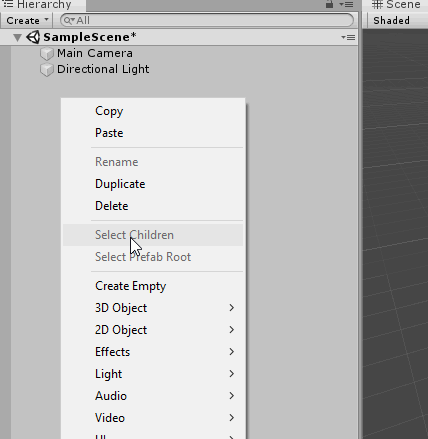 Hierarchy
Scene
Create
All
Shaded
SampleScene*
Main Camera
Directional Light
Copy
Paste
Rename
Duplicate
Delete
Select Children
Select Prefab Root
Create Empty
3D Object
2D Object
Effects
Light
Audio
Video